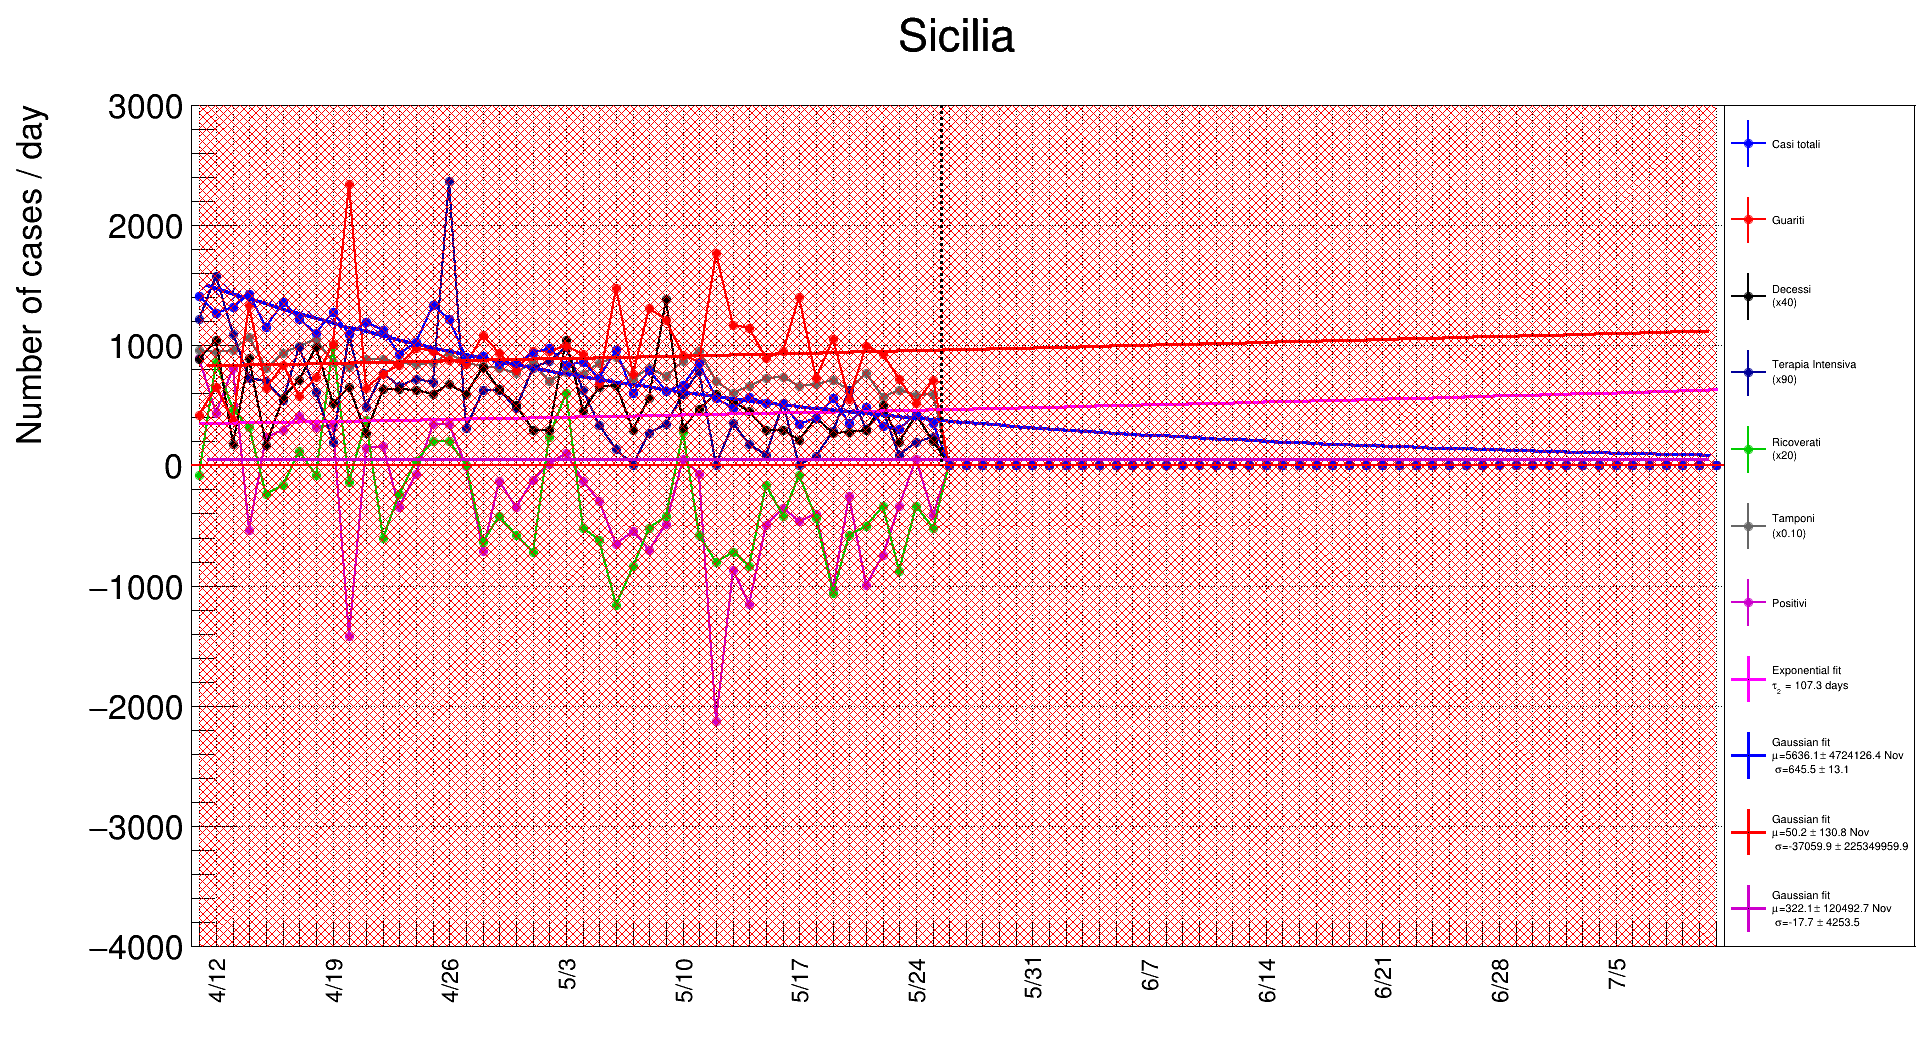 Sicilia
Number of cases / day
3000
2000
1000
0
−1000
−2000
−3000
−4000
4/12
4/19
4/26
5/3
5/10
5/17
5/24
5/31
6/7
6/14
6/21
6/28
7/5
Casi totali
Guariti
Decessi
(x40)
Terapia Intensiva
(x90)
Ricoverati
(x20)
Tamponi
(x0.10)
Positivi
Exponential fit
τ2 = 107.3 days
Gaussian fit
μ=5636.1± 4724126.4 Nov
σ=645.5 ± 13.1
Gaussian fit
μ=50.2 ± 130.8 Nov
σ=-37059.9 ± 225349959.9
Gaussian fit
μ=322.1± 120492.7 Nov
σ=-17.7 ± 4253.5